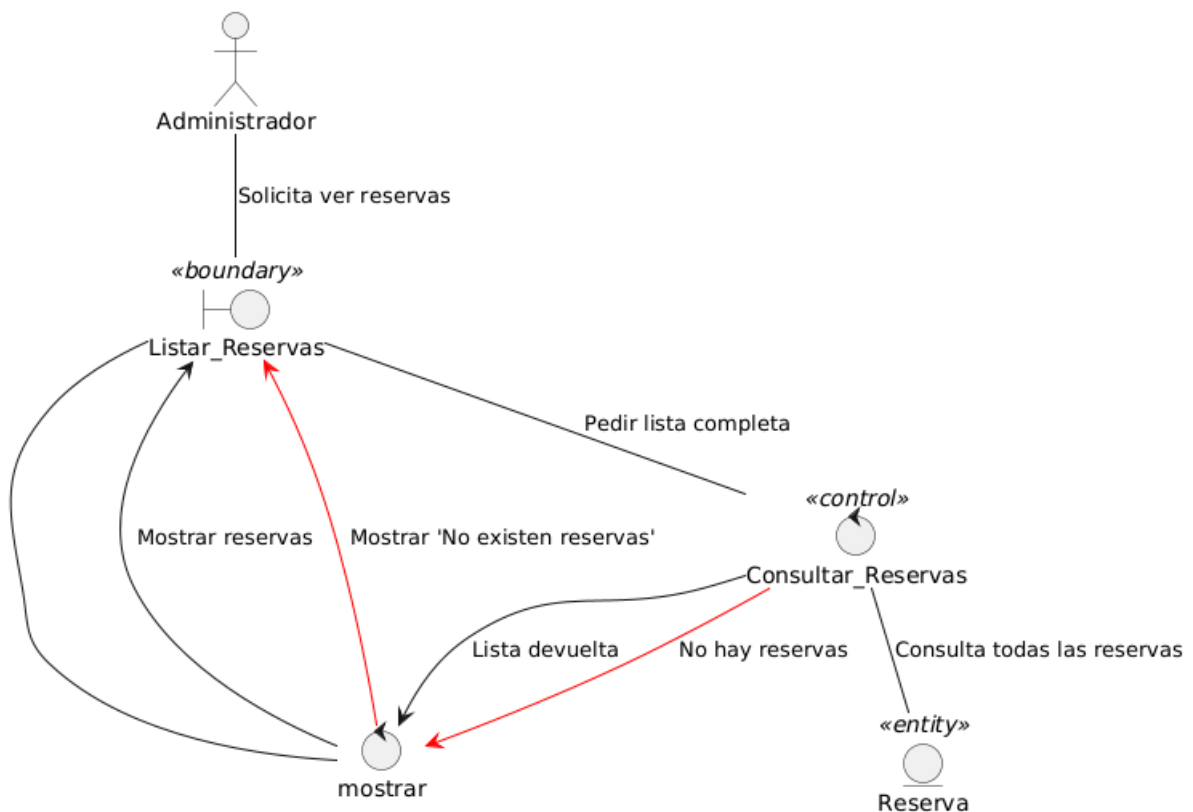 Administrador
Solicita ver reservas
«boundary»
Listar_Reservas
Pedir lista completa
«control»
Mostrar reservas
Mostrar 'No existen reservas'
Consultar_Reservas
Lista devuelta
No hay reservas
Consulta todas las reservas
«entity»
mostrar
Reserva